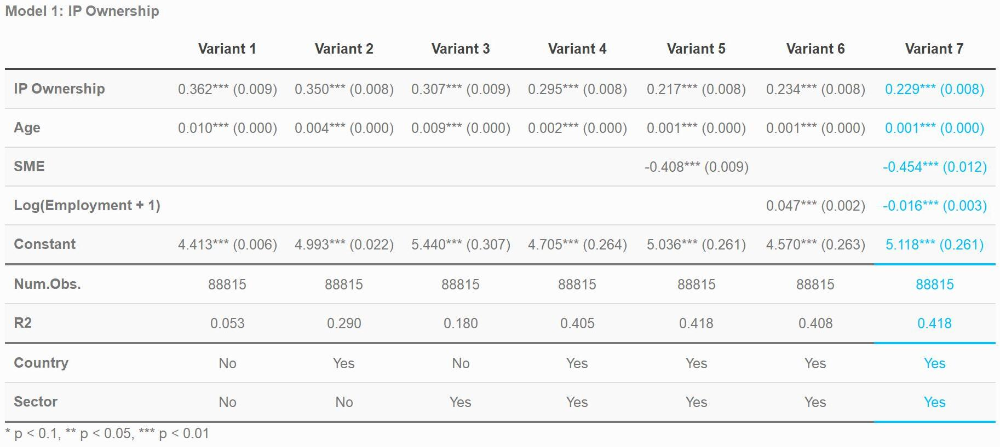 Model 1: IP Ownership
Variant 1 Variant 2 Variant 3 Variant 4 Variant 5 Variant 6 Variant 7
IP Ownership 0.362*** (0.009) 0.350*** (0.008) 0.307*** (0.009) 0.295*** (0.008) 0.217*** (0.008) 0.234*** (0.008) 0.229*** (0.008)
Age 0.010*** (0.000) 0.004*** (0.000) 0.009*** (0.000) 0.002*** (0.000) 0.001*** (0.000) 0.001*** (0.000) 0.001*** (0.000)
SME -0.408*** (0.009) -0.454*** (0.012)
Log(Employment + 1) 0.047*** (0.002) -0.016*** (0.003)
Constant 4.413*** (0.006) 4.993*** (0.022) 5.440*** (0.307) 4.705*** (0.264) 5.036*** (0.261) 4.570*** (0.263) 5.118*** (0.261)
Num.Obs. 88815 88815 88815 88815 88815 88815 88815
R2 0.053 0.290 0.180 0.405 0.418 0.408 0.418
Country No Yes No Yes Yes Yes Yes
Sector No No Yes Yes Yes Yes Yes
* p < 0.1, ** p < 0.05, *** p < 0.01